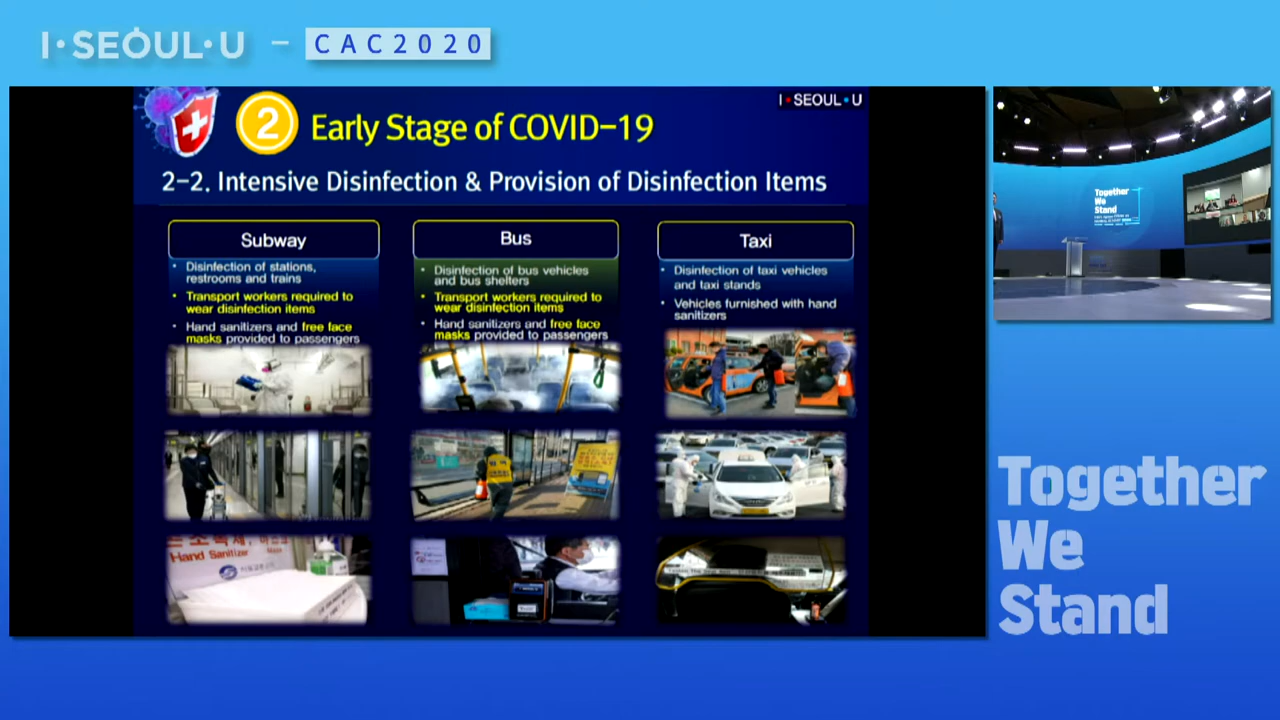 I·SEOUL·U
CAC2020
I·SEOUL·U
2
Early Stage of COVID-19
2-2. Intensive Disinfection & Provision of Disinfection Items
Subway
• Disinfection of stations,
restrooms and trains
• Transport workers required to
wear disinfection items
• Hand sanitizers and free face
masks provided to passengers
Bus
• Disinfection of bus vehicles
and bus shelters
• Transport workers required to
wear disinfection items
• Hand sanitizers and free face
masks provided to passengers
Taxi
• Disinfection of taxi vehicles
and taxi stands
• Vehicles furnished with hand
sanitizers
Hand Sanitizer
Together
We
Stand
Together
We
Stand